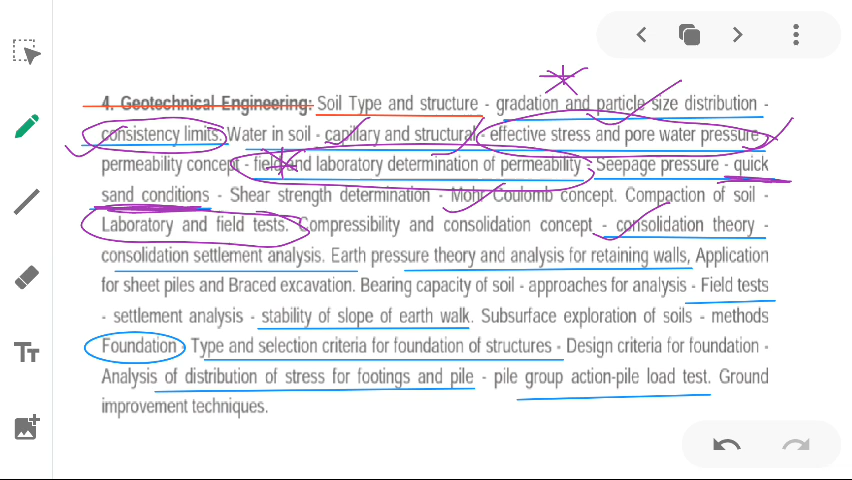 4. Geotechnical Engineering: Soil Type and structure - gradation and particle size distribution -
consistency limits. Water in soil - capillary and structural - effective stress and pore water pressure -
permeability concept - field and laboratory determination of permeability - Seepage pressure - quick
sand conditions - Shear strength determination - Mohr Coulomb concept. Compaction of soil -
Laboratory and field tests. Compressibility and consolidation concept - consolidation theory -
consolidation settlement analysis. Earth pressure theory and analysis for retaining walls, Application
for sheet piles and Braced excavation. Bearing capacity of soil - approaches for analysis - Field tests
- settlement analysis - stability of slope of earth walk. Subsurface exploration of soils - methods
Foundation - Type and selection criteria for foundation of structures - Design criteria for foundation -
Analysis of distribution of stress for footings and pile - pile group action-pile load test. Ground
improvement techniques.
TT